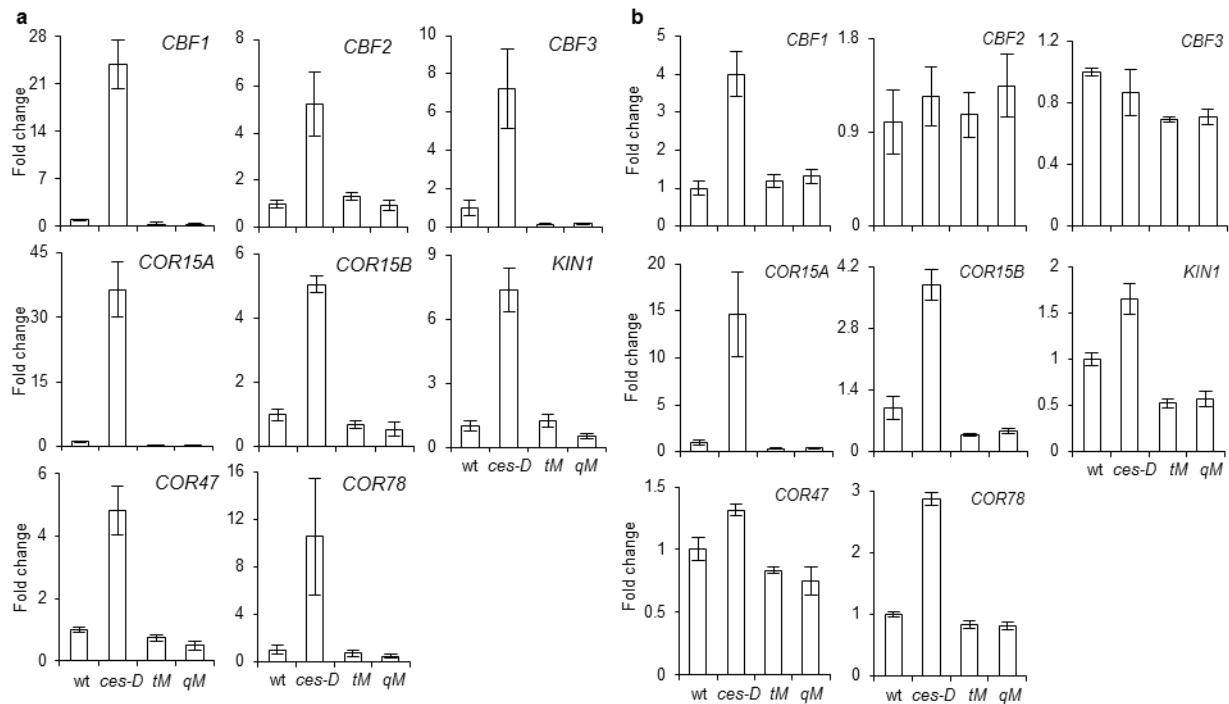 a
Fold change
28
21
14
7
0
CBF1
8
6
4
2
0
CBF2
10
8
6
4
2
0
CBF3
Fold change
45
30
15
0
COR15A
6
4
2
0
COR15B
9
6
3
0
KIN1
wt ces-D tM qM
Fold change
6
4
2
0
COR47
wt ces-D tM qM
16
12
8
4
0
COR78
wt ces-D tM qM
b
Fold change
5
4
3
2
1
0
CBF1
1.8
0.9
0
CBF2
1.2
0.8
0.4
0
CBF3
Fold change
20
15
10
5
0
COR15A
4.2
2.8
1.4
0
COR15B
2
1.5
1
0.5
0
KIN1
wt ces-D tM qM
Fold change
1.5
1
0.5
0
COR47
wt ces-D tM qM
3
2
1
0
COR78
wt ces-D tM qM